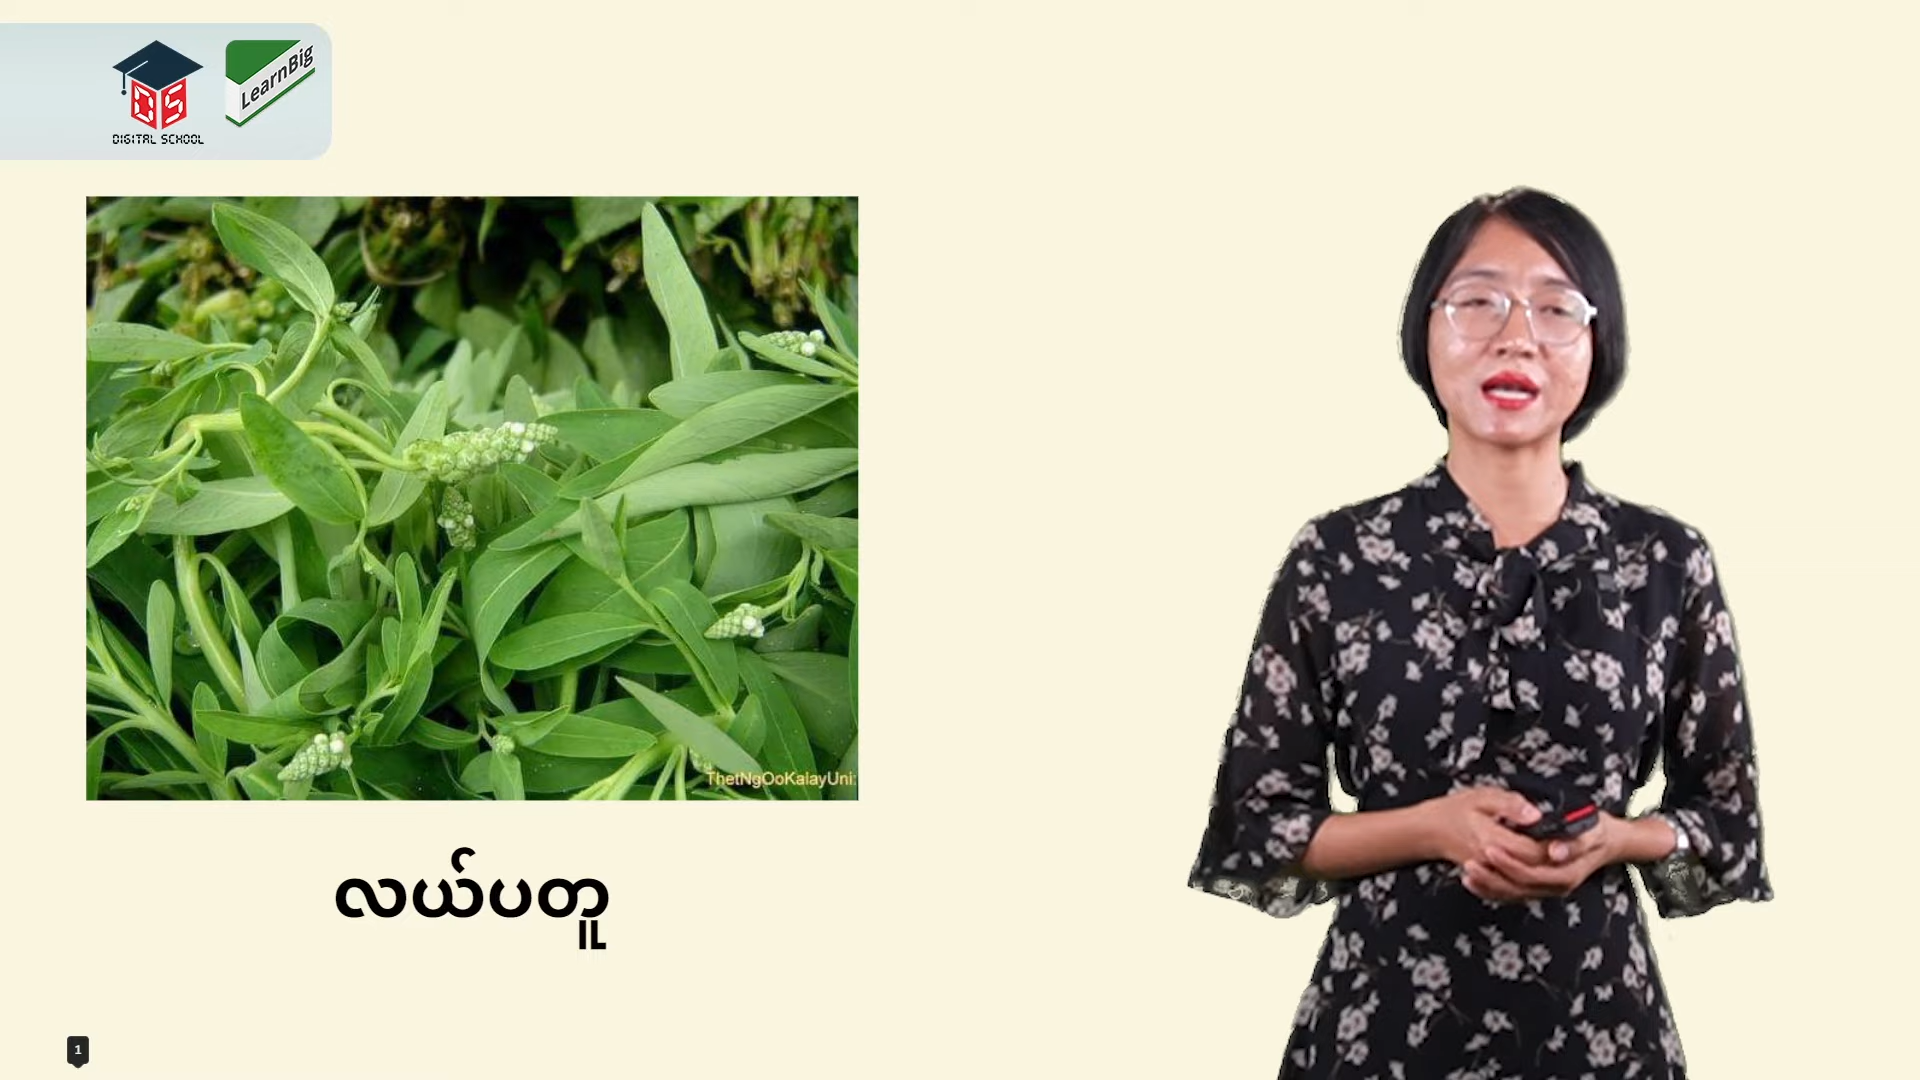 DIGITAL SCHOOL
LearnBig
ThetNgOoKalayUni:
လယ်ပတူ
1